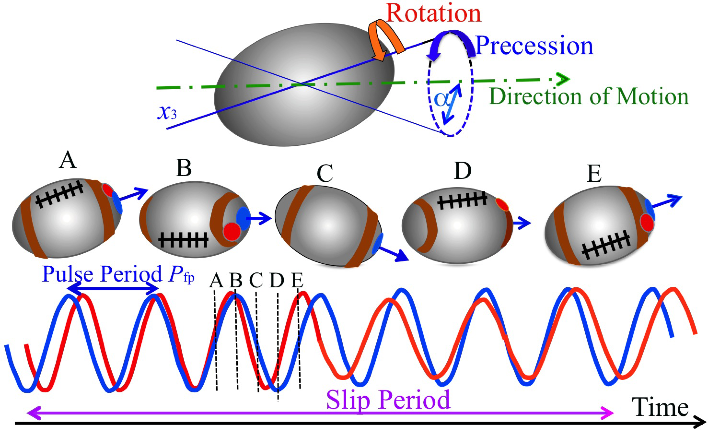 Rotation
Precession
α
Direction of Motion
x3
A B C D E
Pulse Period Pfp
A B C D E
Slip Period
Time